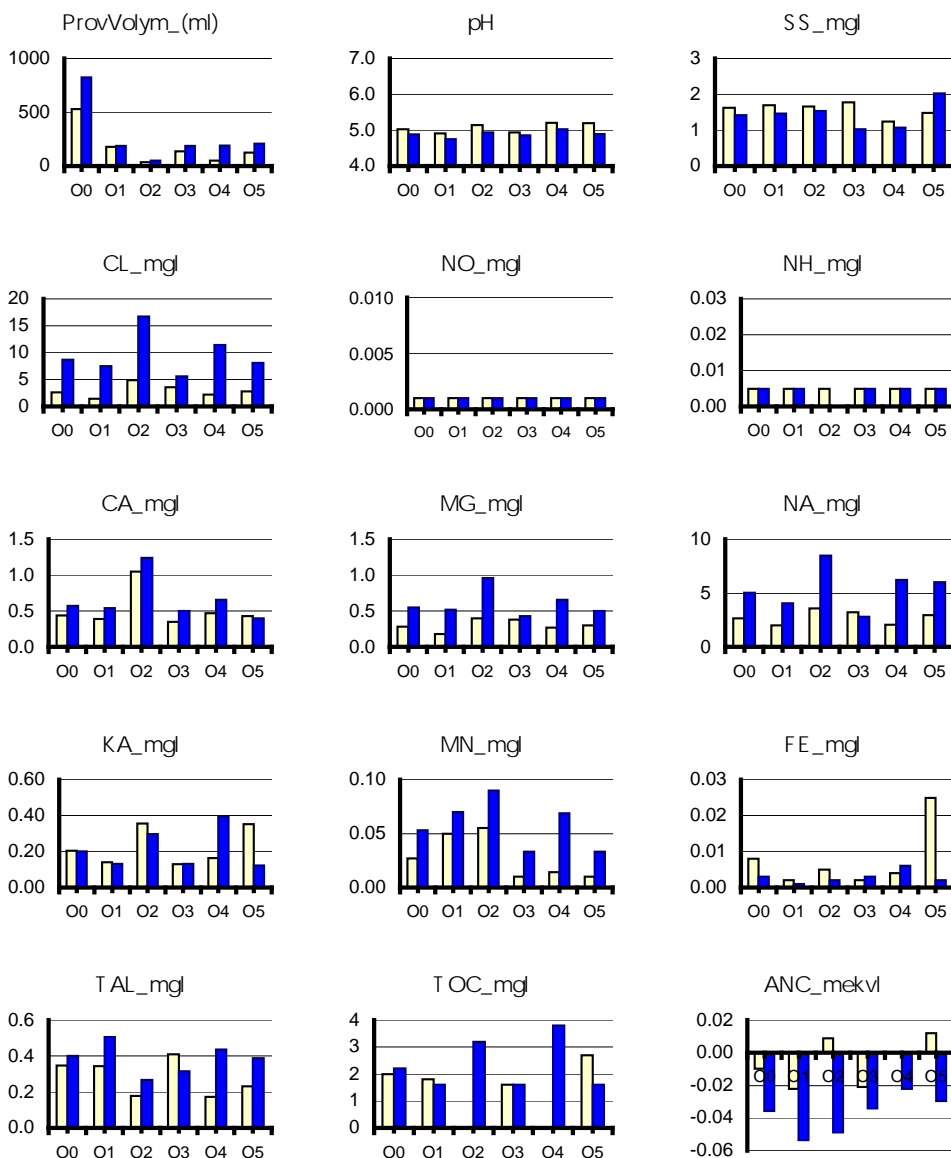 ProvVolym_(ml)
1000
500
0
O0 O1 O2 O3 O4 O5
pH
7.0
6.0
5.0
4.0
O0 O1 O2 O3 O4 O5
SS_mgl
3
2
1
0
O0 O1 O2 O3 O4 O5
CL_mgl
20
15
10
5
0
O0 O1 O2 O3 O4 O5
NO_mgl
0.010
0.005
0.000
O0 O1 O2 O3 O4 O5
NH_mgl
0.03
0.02
0.01
0.00
O0 O1 O2 O3 O4 O5
CA_mgl
1.5
1.0
0.5
0.0
O0 O1 O2 O3 O4 O5
MG_mgl
1.5
1.0
0.5
0.0
O0 O1 O2 O3 O4 O5
NA_mgl
10
5
0
O0 O1 O2 O3 O4 O5
KA_mgl
0.60
0.40
0.20
0.00
O0 O1 O2 O3 O4 O5
MN_mgl
0.10
0.05
0.00
O0 O1 O2 O3 O4 O5
FE_mgl
0.03
0.02
0.01
0.00
O0 O1 O2 O3 O4 O5
TAL_mgl
0.6
0.4
0.2
0.0
O0 O1 O2 O3 O4 O5
TOC_mgl
4
3
2
1
0
O0 O1 O2 O3 O4 O5
ANC_mekvl
0.02
0.00
-0.02
-0.04
-0.06
O0 O1 O2 O3 O4 O5